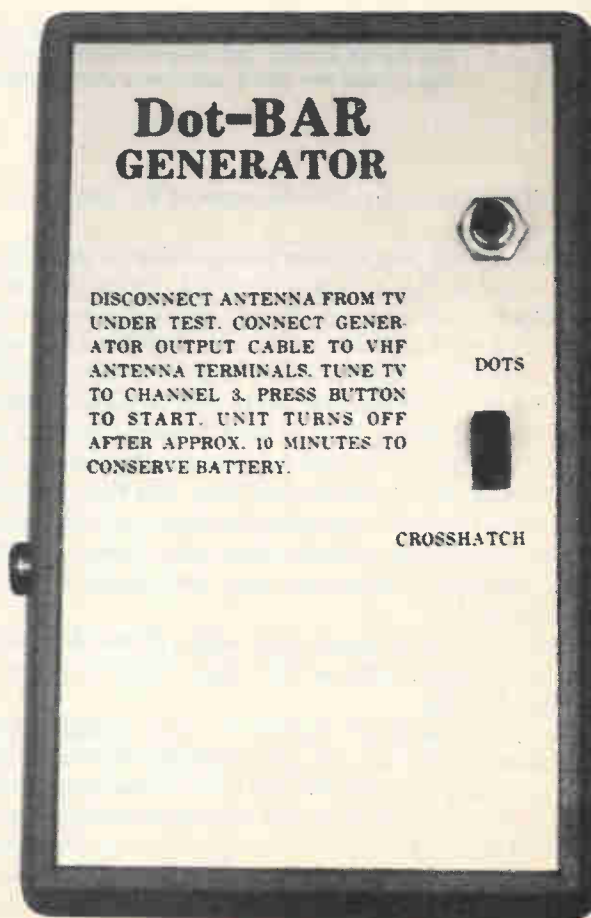 Dot-BAR
GENERATOR
DISCONNECT ANTENNA FROM TV
UNDER TEST. CONNECT GENER-
ATOR OUTPUT CABLE TO VHF
ANTENNA TERMINALS. TUNE TV
TO CHANNEL 3. PRESS BUTTON
TO START. UNIT TURNS OFF
AFTER APPROX. 10 MINUTES TO
CONSERVE BATTERY.
DOTS
CROSSHATCH